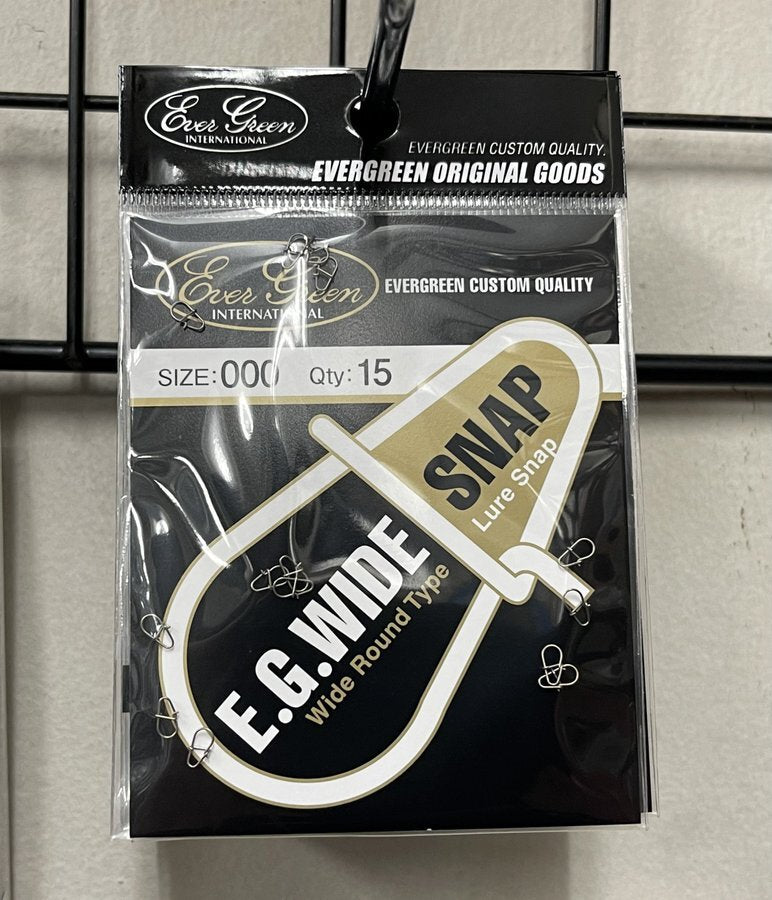 Ever Green
INTERNATIONAL
EVERGREEN CUSTOM QUALITY.
EVERGREEN ORIGINAL GOODS
Ever Green
INTERNATIONAL
EVERGREEN CUSTOM QUALITY
SIZE:000 Qty:15
SNAP
Lure Snap
E.G.WIDE
Wide Round Type